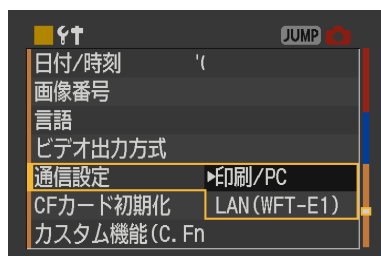 JUMP
日付/時刻 '(
画像番号
言語
ビデオ出力方式
通信設定 ▶印刷/PC
CFカード初期化 LAN(WFT-E1)
カスタム機能(C.Fn